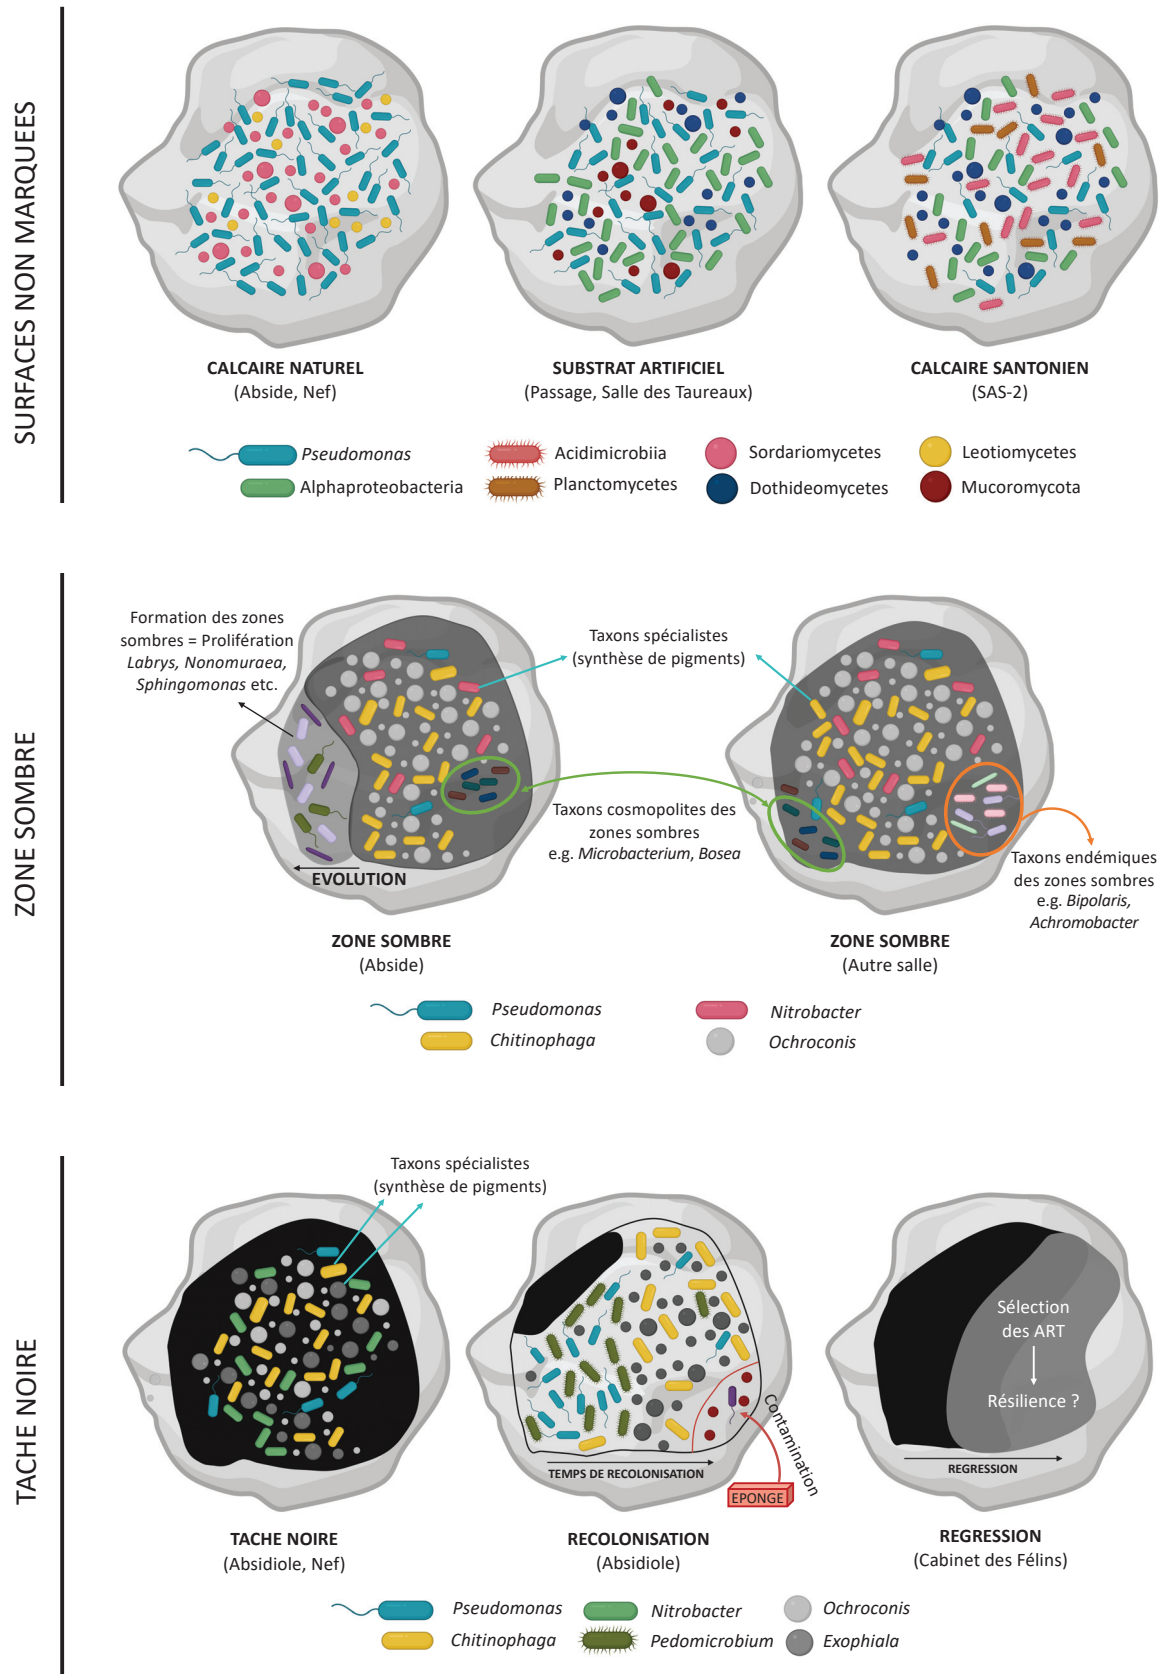 SURFACES NON MARQUEES
CALCAIRE NATUREL
(Abside, Nef)
SUBSTRAT ARTIFICIEL
(Passage, Salle des Taureaux)
CALCAIRE SANTONIEN
(SAS-2)
Pseudomonas
Acidimicrobiia
Sordariomycetes
Leotiomycetes
Alphaproteobacteria
Planctomycetes
Dothideomycetes
Mucoromycota
ZONE SOMBRE
Formation des zones
sombres = Prolifération
Labrys, Nonomuraea,
Sphingomonas etc.
Taxons spécialistes
(synthèse de pigments)
Taxons cosmopolites des
zones sombres
e.g. Microbacterium, Bosea
Taxons endémiques
des zones sombres
e.g. Bipolaris,
Achromobacter
EVOLUTION
ZONE SOMBRE
(Abside)
ZONE SOMBRE
(Autre salle)
Pseudomonas
Nitrobacter
Chitinophaga
Ochroconis
TACHE NOIRE
Taxons spécialistes
(synthèse de pigments)
Sélection
des ART
Résilience ?
Contamination
TEMPS DE RECOLONISATION
EPONGE
REGRESSION
TACHE NOIRE
(Absidiole, Nef)
RECOLONISATION
(Absidiole)
REGRESSION
(Cabinet des Félins)
Pseudomonas
Nitrobacter
Ochroconis
Chitinophaga
Pedomicrobium
Exophiala